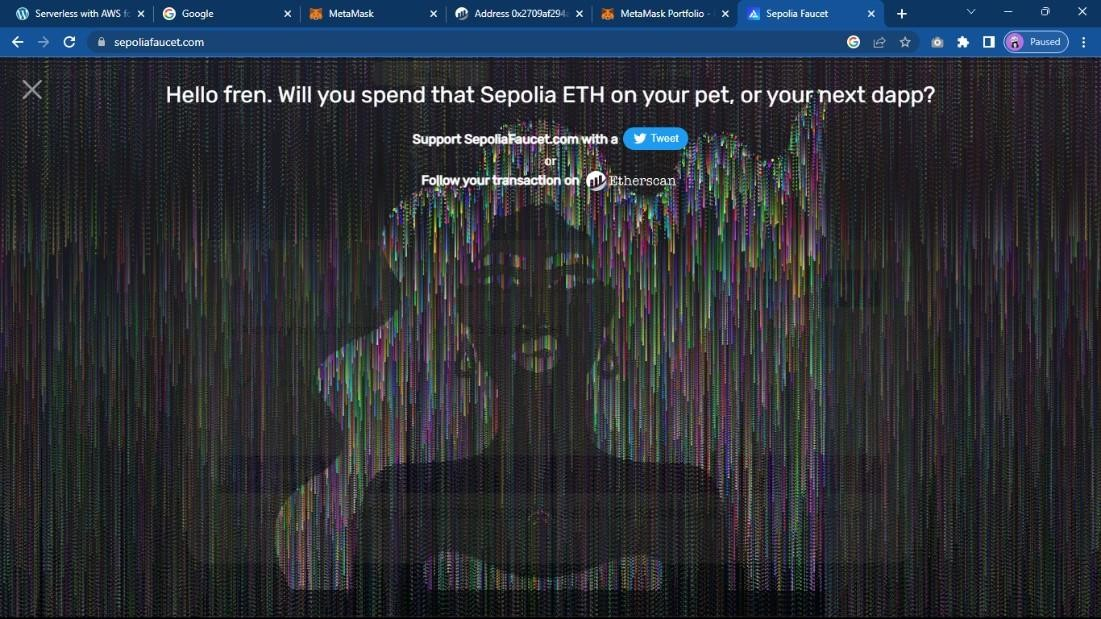 Serverless with AWS fo
Google
MetaMask
Address 0x2709af294
MetaMask Portfolio -
Sepolia Faucet
sepoliafaucet.com
Paused
Hello fren. Will you spend that Sepolia ETH on your pet, or your next dapp?
Support SepoliaFaucet.com with a Tweet
or
Follow your transaction on Etherscan